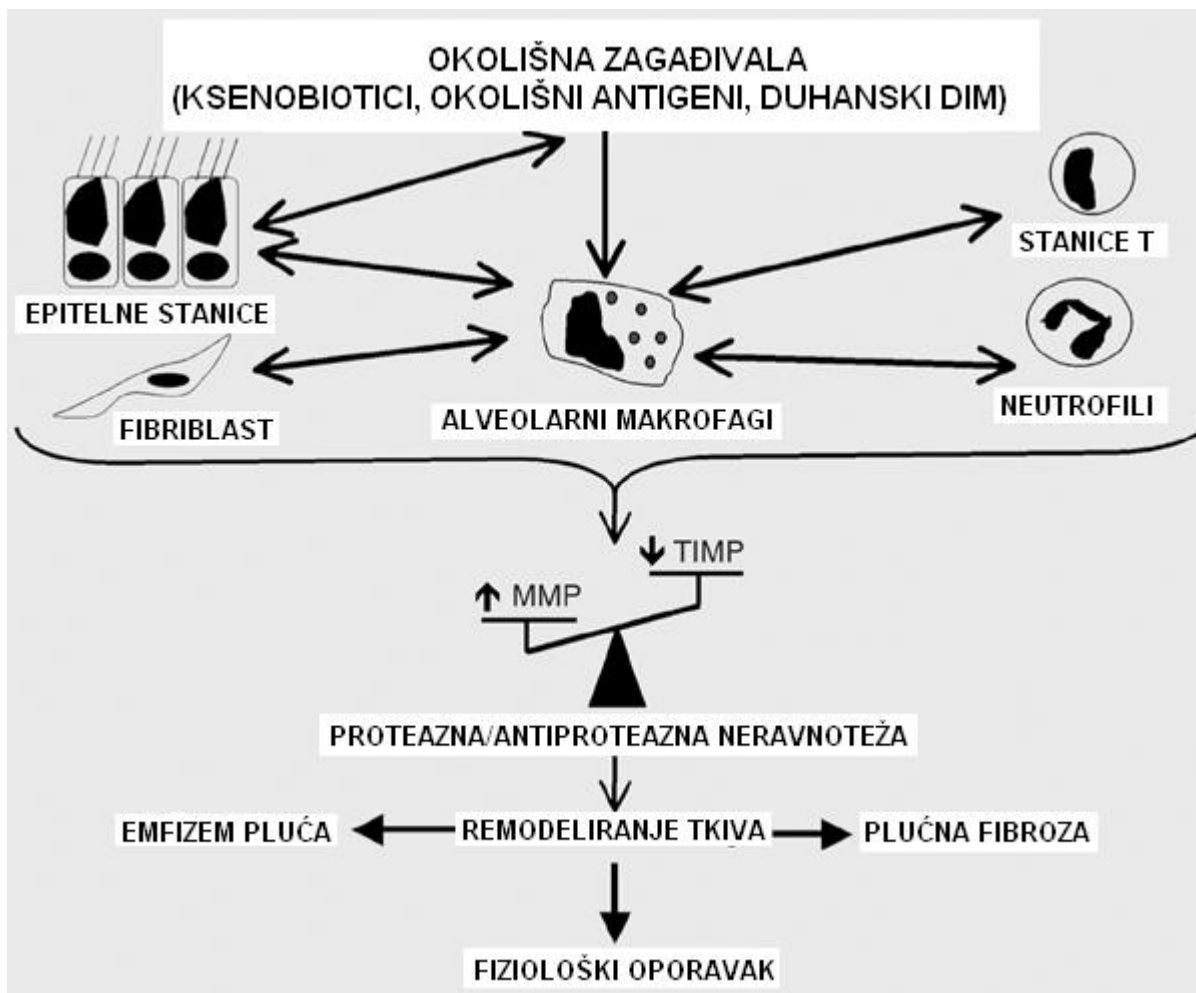 OKOLIŠNA ZAGAĐIVALA
(KSENOBIOTICI, OKOLIŠNI ANTIGENI, DUHANSKI DIM)
STANICE T
EPITELNE STANICE
NEUTROFILI
FIBRIBLAST
ALVEOLARNI MAKROFAGI
↓ TIMP
↑ MMP
PROTEAZNA/ANTIPROTEAZNA NERAVNOTEŽA
EMFIZEM PLUĆA
REMODELIRANJE TKIVA
PLUĆNA FIBROZA
FIZIOLOŠKI OPORAVAK